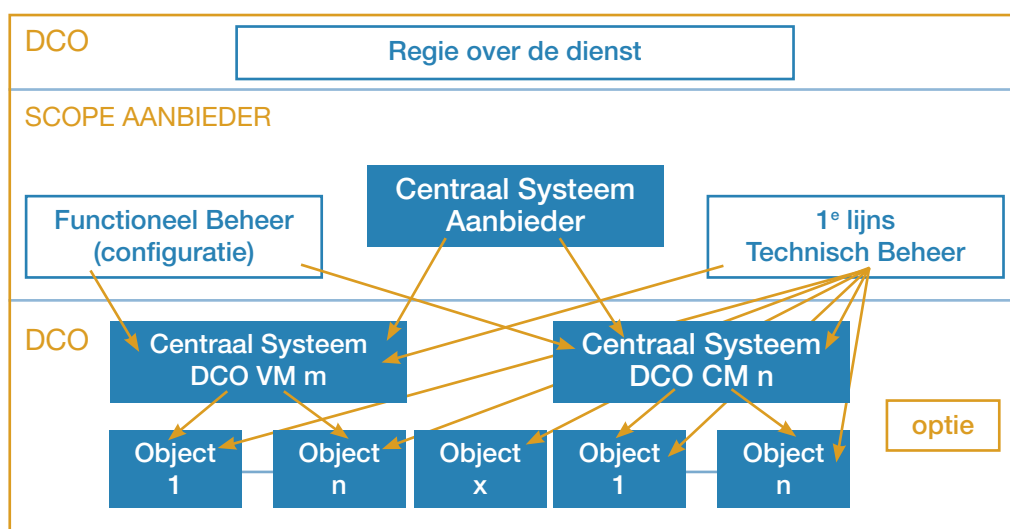 DCO
Regie over de dienst
SCOPE AANBIEDER
Functioneel Beheer
(configuratie)
Centraal Systeem
Aanbieder
1e lijns
Technisch Beheer
DCO
Centraal Systeem
DCO VM m
Centraal Systeem
DCO CM n
optie
Object
1
Object
n
Object
x
Object
1
Object
n